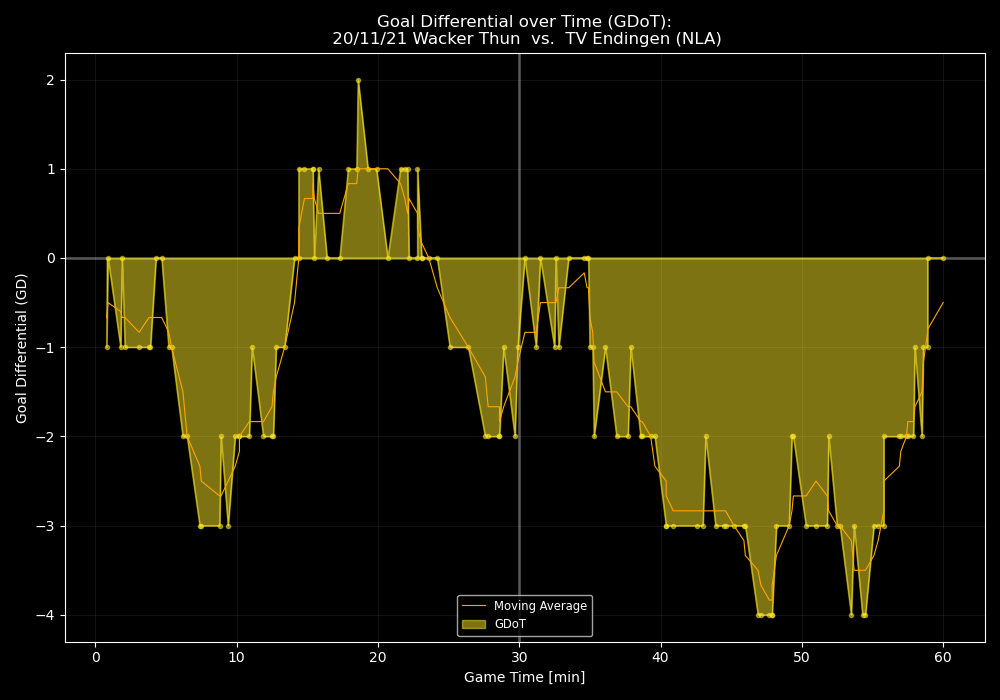 Goal Differential over Time (GDoT):
20/11/21 Wacker Thun  vs.  TV Endingen (NLA)
Goal Differential (GD)
2
1
0
−1
−2
−3
−4
Moving Average
GDoT
0 10 20 30 40 50 60
Game Time [min]